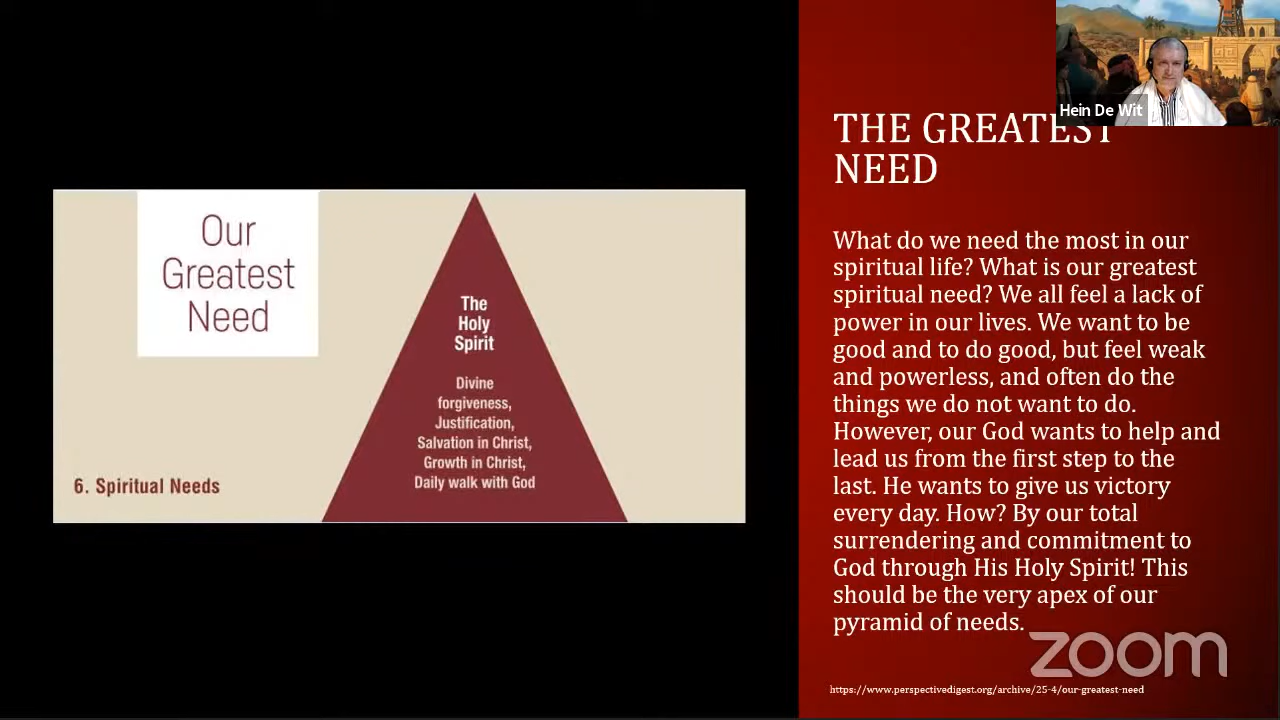 Our
Greatest
Need
The
Holy
Spirit
Divine
forgiveness,
Justification,
Salvation in Christ,
Growth in Christ,
Daily walk with God
6. Spiritual Needs
Hein De Wit
THE GREATEST
NEED
What do we need the most in our
spiritual life? What is our greatest
spiritual need? We all feel a lack of
power in our lives. We want to be
good and to do good, but feel weak
and powerless, and often do the
things we do not want to do.
However, our God wants to help and
lead us from the first step to the
last. He wants to give us victory
every day. How? By our total
surrendering and commitment to
God through His Holy Spirit! This
should be the very apex of our
pyramid of needs.
zoom
https://www.perspectivedigest.org/archive/25-4/our-greatest-need